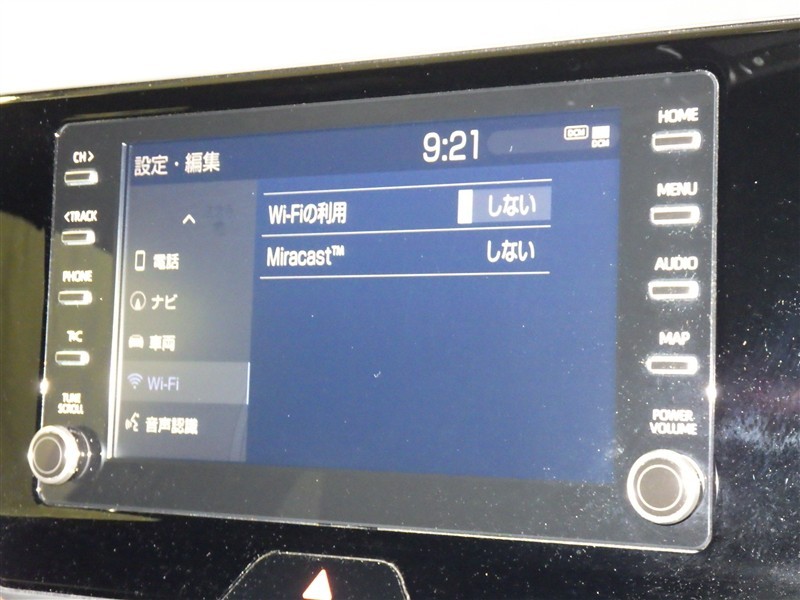 CH>
<TRACK
PHONE
T∧C
TUNE
SCROLL
設定・編集
9:21
DCM
DCM
電話
ナビ
車両
Wi-Fi
音声認識
Wi-Fiの利用
しない
Miracast™
しない
HOME
MENU
AUDIO
MAP
POWER
VOLUME